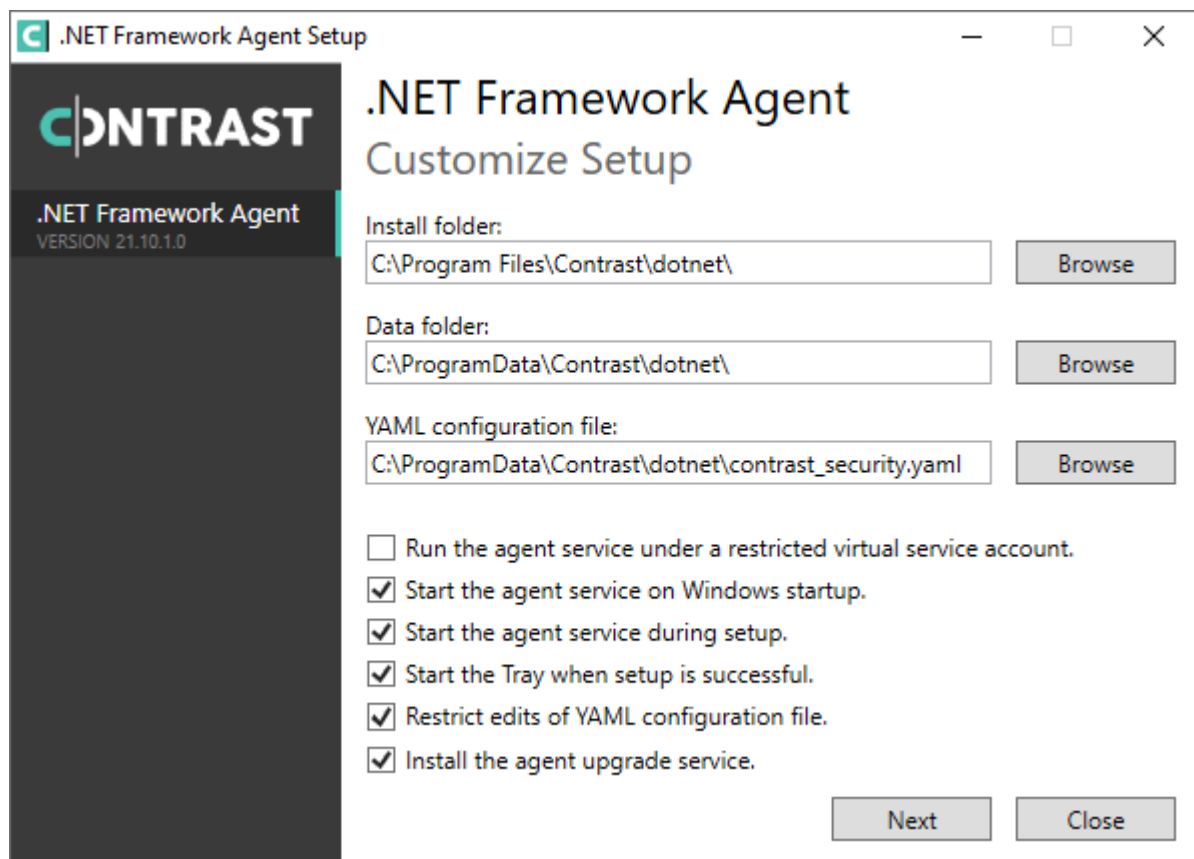 .NET Framework Agent Setup
CONTRAST
.NET Framework Agent
VERSION 21.10.1.0
.NET Framework Agent
Customize Setup
Install folder:
C:\Program Files\Contrast\dotnet\
Browse
Data folder:
C:\ProgramData\Contrast\dotnet\
Browse
YAML configuration file:
C:\ProgramData\Contrast\dotnet\contrast_security.yaml
Browse
Run the agent service under a restricted virtual service account.
Start the agent service on Windows startup.
Start the agent service during setup.
Start the Tray when setup is successful.
Restrict edits of YAML configuration file.
Install the agent upgrade service.
Next
Close